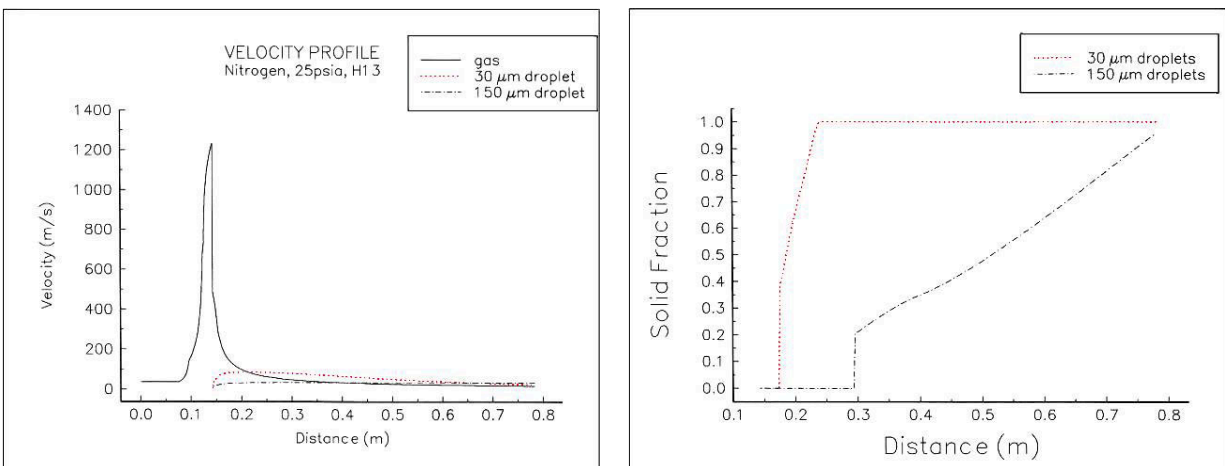 VELOCITY PROFILE
Nitrogen, 25psia, H13
gas
30 μm droplet
150 μm droplet
1400
1200
1000
800
600
400
200
0
Velocity (m/s)
0.0 0.1 0.2 0.3 0.4 0.5 0.6 0.7 0.8
Distance (m)
30 μm droplets
150 μm droplets
1.0
0.9
0.8
0.7
0.6
0.5
0.4
0.3
0.2
0.1
0.0
Solid Fraction
0.1 0.2 0.3 0.4 0.5 0.6 0.7 0.8
Distance (m)